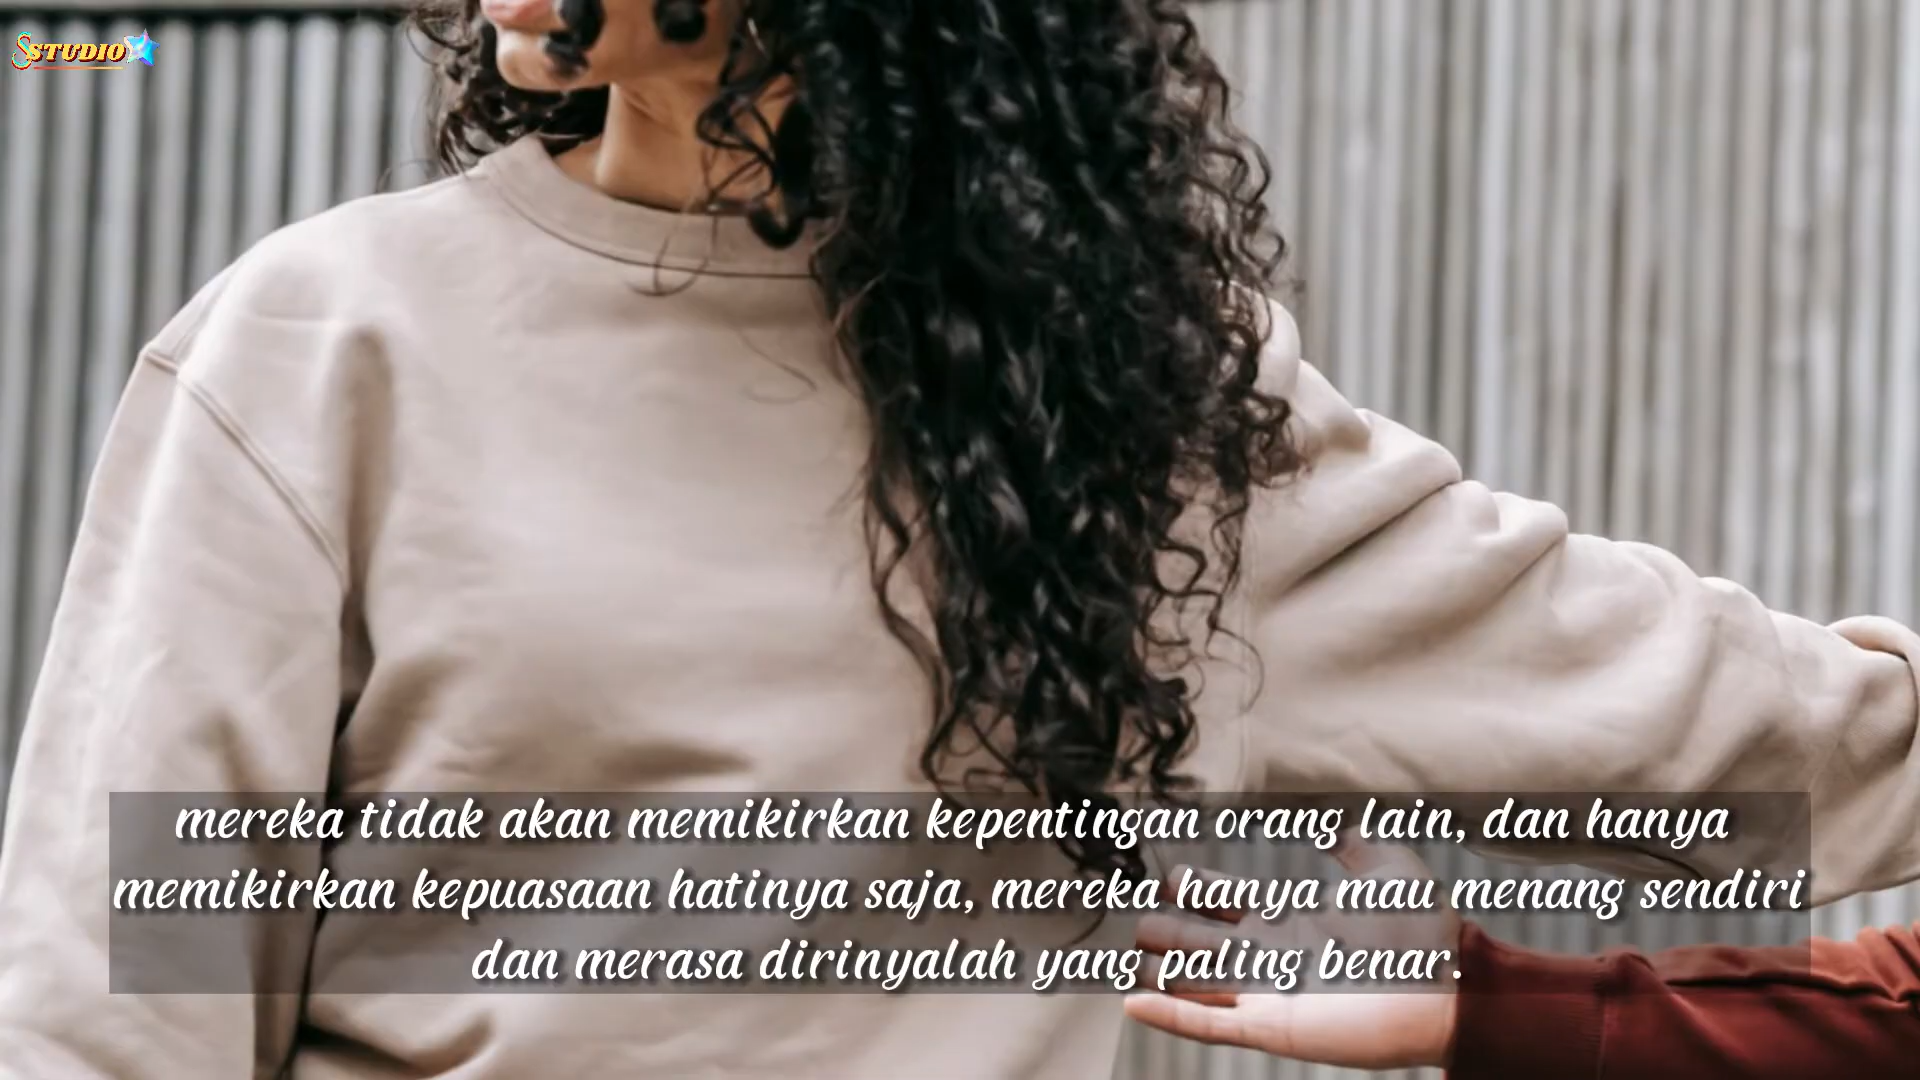 SSTUDIO
mereka tidak akan memikirkan kepentingan orang lain, dan hanya
memikirkan kepuasaan hatinya saja, mereka hanya mau menang sendiri
dan merasa dirinyalah yang paling benar.